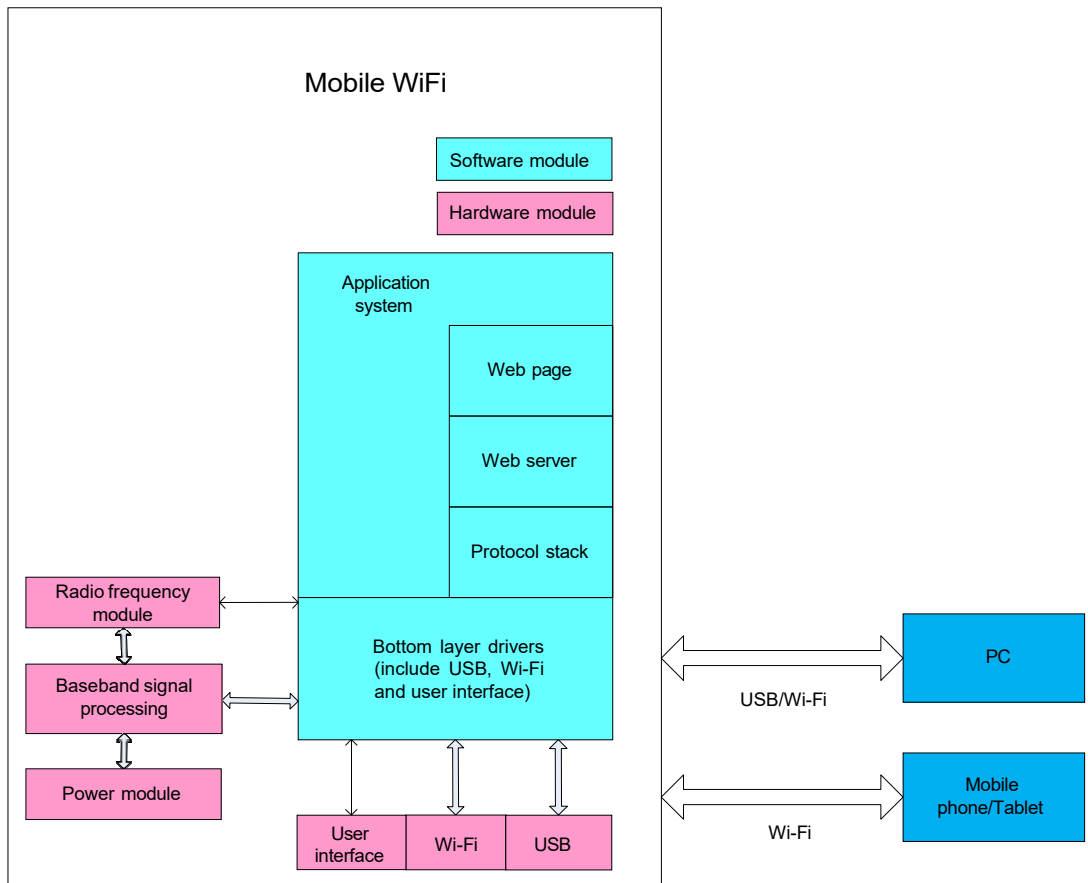 Mobile WiFi
Software module
Hardware module
Application
system
Web page
Web server
Protocol stack
Radio frequency
module
Bottom layer drivers
(include USB, Wi-Fi
and user interface)
Baseband signal
processing
Power module
User
interface
Wi-Fi
USB
PC
USB/Wi-Fi
Mobile
phone/Tablet
Wi-Fi